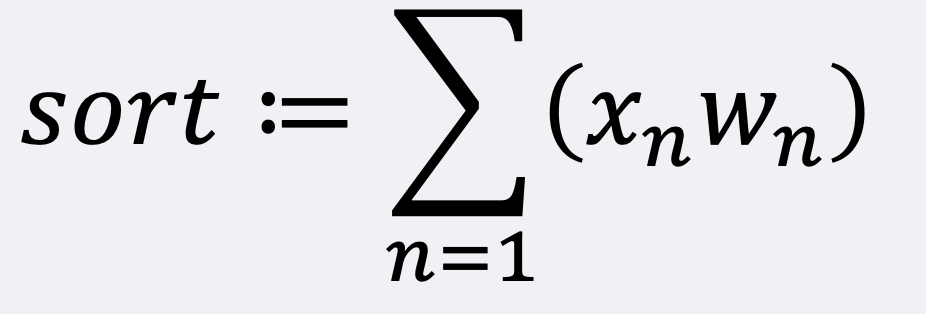 sort ≔ ∑ (xₙwₙ)
n=1